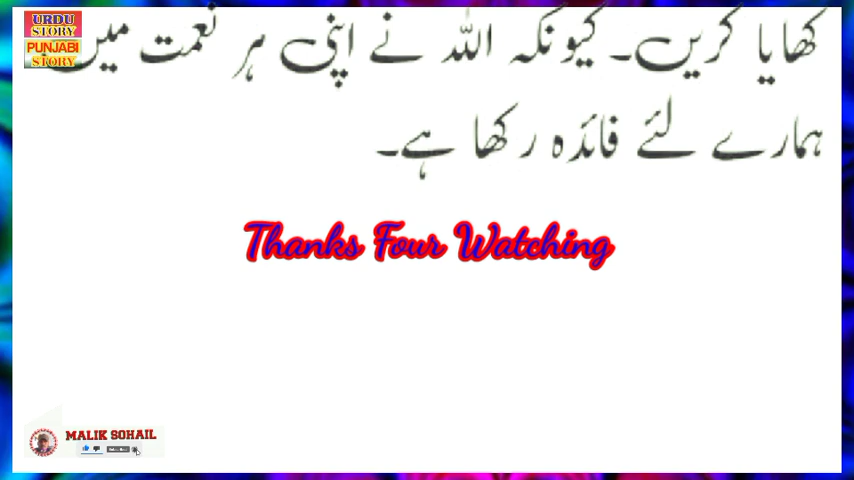 URDU
STORY
PUNJABI
STORY
کھایا کریں۔ کیونکہ اللہ نے اپنی ہر نعمت میں
ہمارے لئے فائدہ رکھا ہے۔
Thanks Four Watching
MALIK SOHAIL